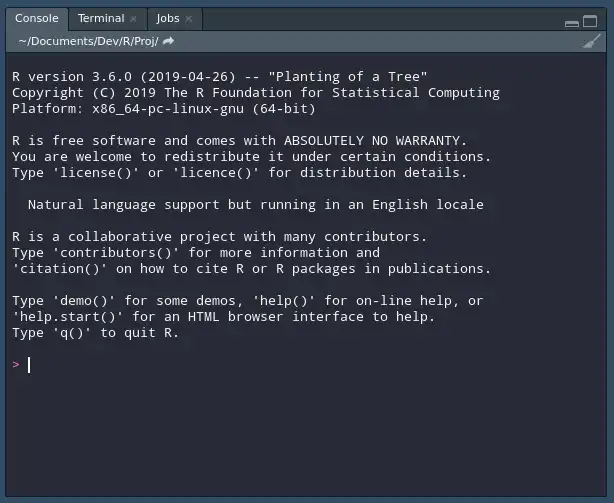 Console Terminal Jobs
~/Documents/Dev/R/Proj/
R version 3.6.0 (2019-04-26) -- "Planting of a Tree"
Copyright (C) 2019 The R Foundation for Statistical Computing
Platform: x86_64-pc-linux-gnu (64-bit)
R is free software and comes with ABSOLUTELY NO WARRANTY.
You are welcome to redistribute it under certain conditions.
Type 'license()' or 'licence()' for distribution details.
Natural language support but running in an English locale
R is a collaborative project with many contributors.
Type 'contributors()' for more information and
'citation()' on how to cite R or R packages in publications.
Type 'demo()' for some demos, 'help()' for on-line help, or
'help.start()' for an HTML browser interface to help.
Type 'q()' to quit R.
>